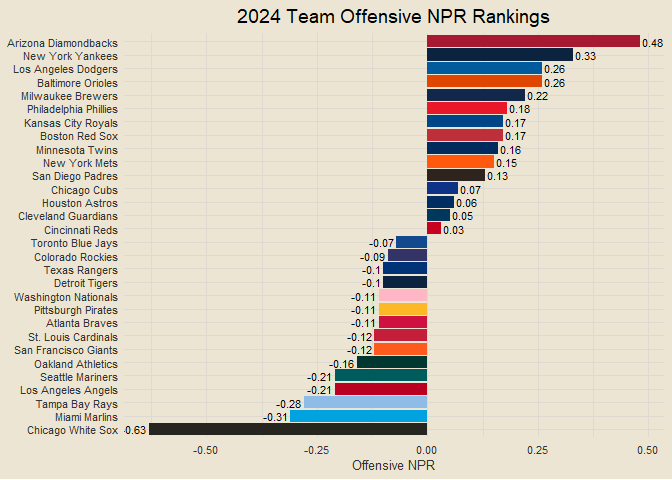 2024 Team Offensive NPR Rankings
Arizona Diamondbacks 0.48
New York Yankees 0.33
Los Angeles Dodgers 0.26
Baltimore Orioles 0.26
Milwaukee Brewers 0.22
Philadelphia Phillies 0.18
Kansas City Royals 0.17
Boston Red Sox 0.17
Minnesota Twins 0.16
New York Mets 0.15
San Diego Padres 0.13
Chicago Cubs 0.07
Houston Astros 0.06
Cleveland Guardians 0.05
Cincinnati Reds 0.03
Toronto Blue Jays -0.07
Colorado Rockies -0.09
Texas Rangers -0.1
Detroit Tigers -0.1
Washington Nationals -0.11
Pittsburgh Pirates -0.11
Atlanta Braves -0.11
St. Louis Cardinals -0.12
San Francisco Giants -0.12
Oakland Athletics -0.16
Seattle Mariners -0.21
Los Angeles Angels -0.21
Tampa Bay Rays -0.28
Miami Marlins -0.31
Chicago White Sox -0.63
-0.50 -0.25 0.00 0.25 0.50
Offensive NPR